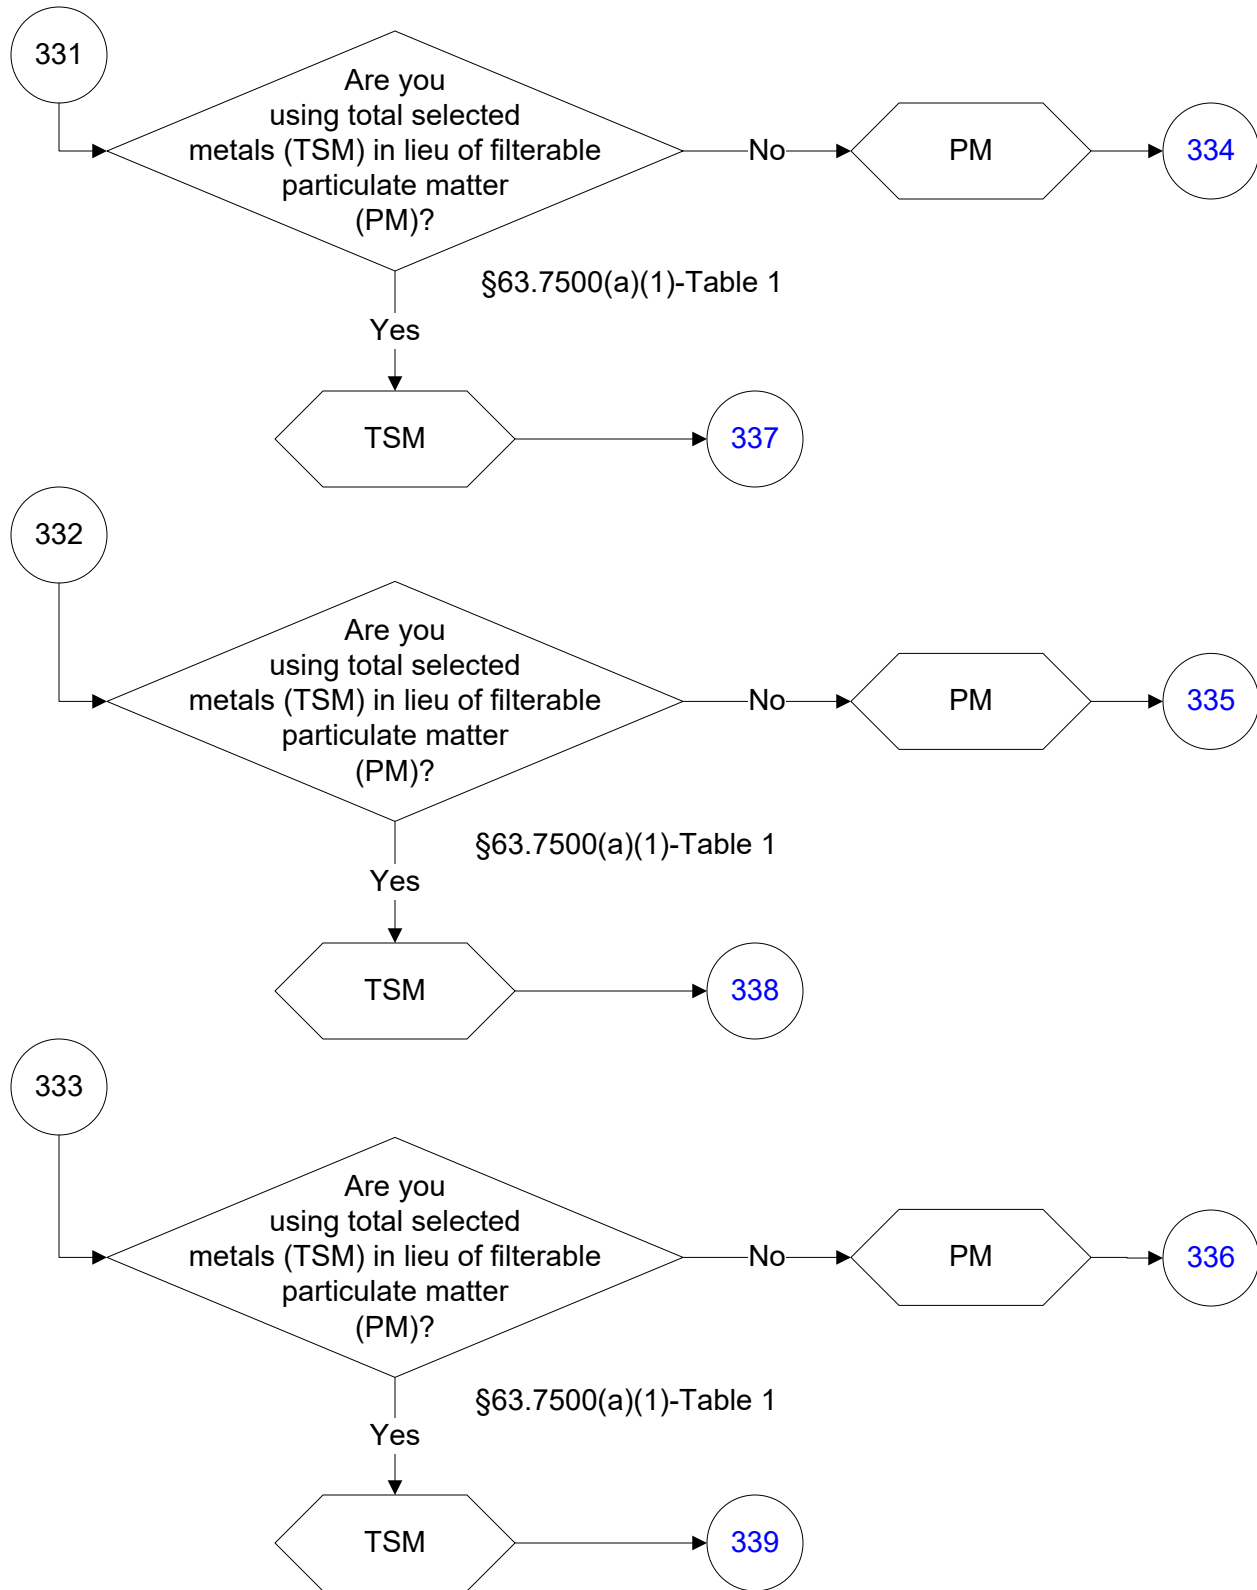 331
Are you
using total selected
metals (TSM) in lieu of filterable
particulate matter
(PM)?
No
PM
334
§63.7500(a)(1)-Table 1
Yes
TSM
337
332
Are you
using total selected
metals (TSM) in lieu of filterable
particulate matter
(PM)?
No
PM
335
§63.7500(a)(1)-Table 1
Yes
TSM
338
333
Are you
using total selected
metals (TSM) in lieu of filterable
particulate matter
(PM)?
No
PM
336
§63.7500(a)(1)-Table 1
Yes
TSM
339